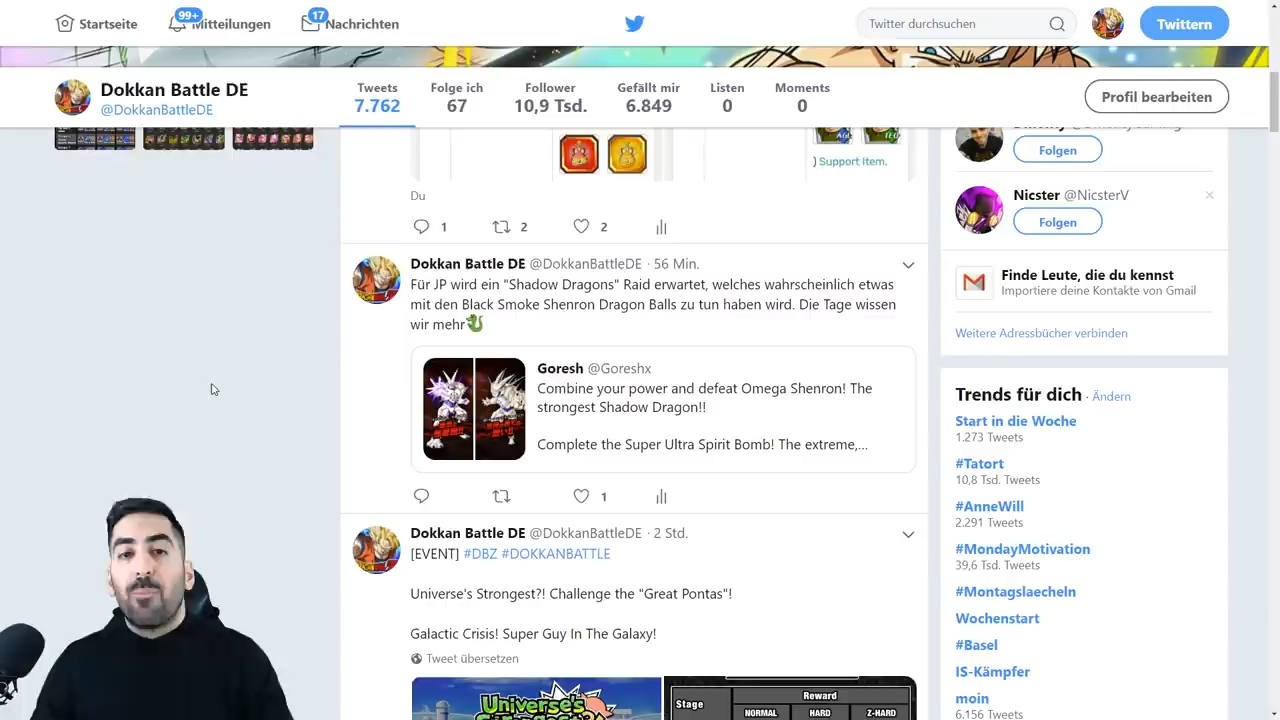 Startseite
99+
Mitteilungen
17
Nachrichten
Twitter durchsuchen
Twittern
Dokkan Battle DE
@DokkanBattleDE
Tweets
7.762
Folge ich
67
Follower
10,9 Tsd.
Gefällt mir
6.849
Listen
0
Moments
0
Profil bearbeiten
) Support Item.
Du
1
2
2
Dokkan Battle DE @DokkanBattleDE · 56 Min.
Für JP wird ein "Shadow Dragons" Raid erwartet, welches wahrscheinlich etwas
mit den Black Smoke Shenron Dragon Balls zu tun haben wird. Die Tage wissen
wir mehr
Goresh @Goreshx
Combine your power and defeat Omega Shenron! The
strongest Shadow Dragon!!
Complete the Super Ultra Spirit Bomb! The extreme,...
1
Dokkan Battle DE @DokkanBattleDE · 2 Std.
[EVENT] #DBZ #DOKKANBATTLE
Universe's Strongest?! Challenge the "Great Pontas"!
Galactic Crisis! Super Guy In The Galaxy!
Tweet übersetzen
Universe's
Stage
Reward
NORMAL
HARD
Z-HARD
Folgen
Nicster @NicsterV
Folgen
Finde Leute, die du kennst
Importiere deine Kontakte von Gmail
Weitere Adressbücher verbinden
Trends für dich · Ändern
Start in die Woche
1.273 Tweets
#Tatort
10,8 Tsd. Tweets
#AnneWill
2.291 Tweets
#MondayMotivation
39,6 Tsd. Tweets
#Montagslaecheln
Wochenstart
#Basel
IS-Kämpfer
moin
6.156 Tweets